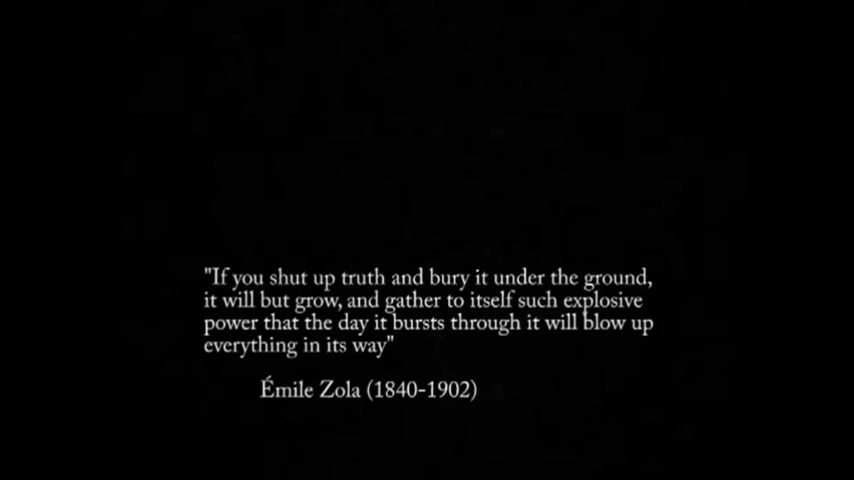 "If you shut up truth and bury it under the ground,
it will but grow, and gather to itself such explosive
power that the day it bursts through it will blow up
everything in its way"
Émile Zola (1840-1902)